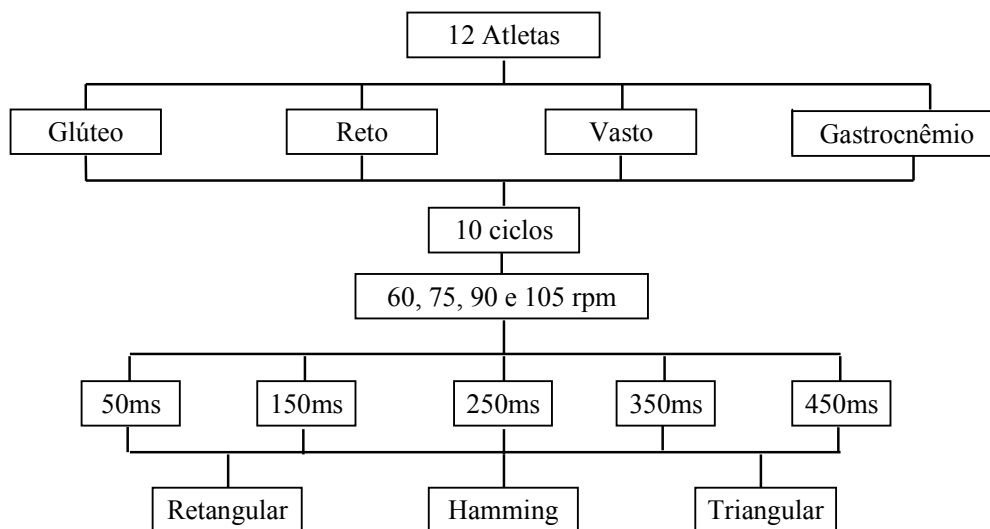 12 Atletas
Glúteo
Reto
Vasto
Gastrocnêmio
10 ciclos
60, 75, 90 e 105 rpm
50ms
150ms
250ms
350ms
450ms
Retangular
Hamming
Triangular